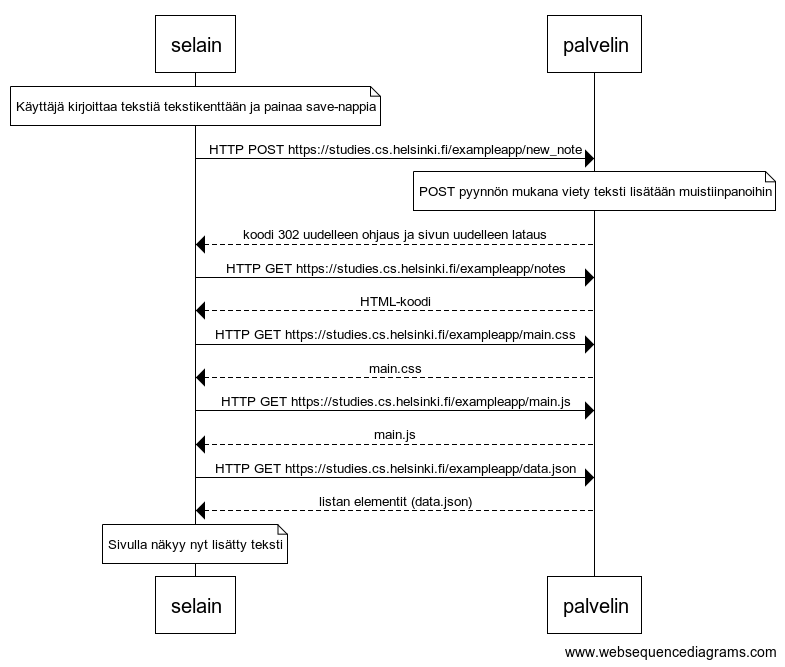 selain
palvelin
Käyttäjä kirjoittaa tekstiä tekstikenttään ja painaa save-nappia
HTTP POST https://studies.cs.helsinki.fi/exampleapp/new_note
POST pyynnön mukana viety teksti lisätään muistiinpanoihin
koodi 302 uudelleen ohjaus ja sivun uudelleen lataus
HTTP GET https://studies.cs.helsinki.fi/exampleapp/notes
HTML-koodi
HTTP GET https://studies.cs.helsinki.fi/exampleapp/main.css
main.css
HTTP GET https://studies.cs.helsinki.fi/exampleapp/main.js
main.js
HTTP GET https://studies.cs.helsinki.fi/exampleapp/data.json
listan elementit (data.json)
Sivulla näkyy nyt lisätty teksti
selain
palvelin
www.websequencediagrams.com